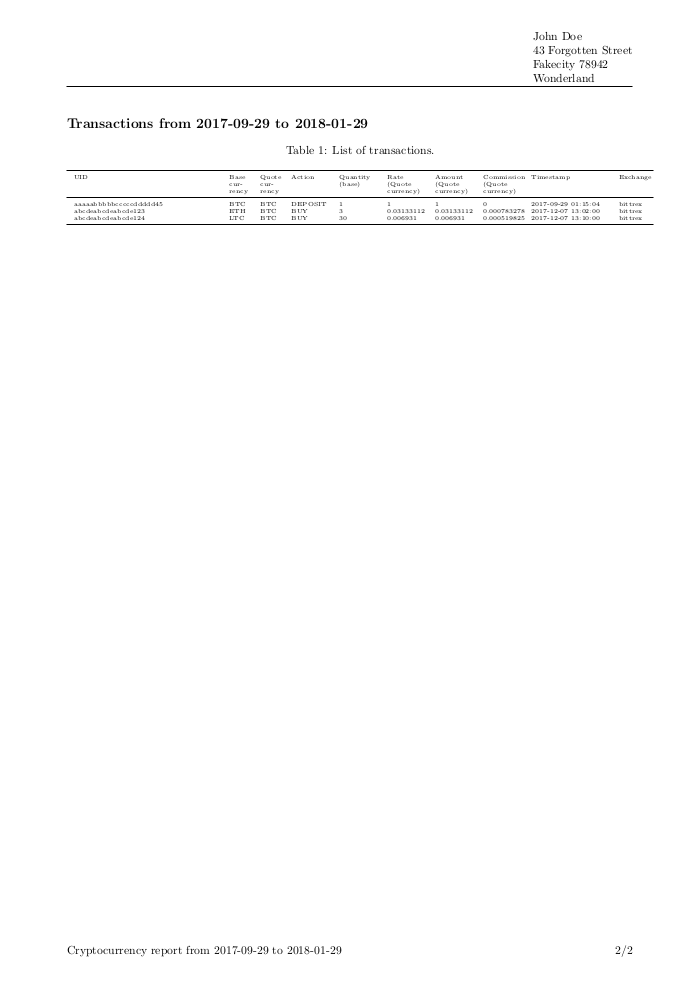 John Doe
43 Forgotten Street
Fakecity 78942
Wonderland
Transactions from 2017-09-29 to 2018-01-29
Table 1: List of transactions.
UID Base Quote Action Quantity Rate Amount Commission Timestamp Exchange
cur- cur- (base) (Quote (Quote (Quote
rency rency currency) currency) currency)
aaaaabbbbbcccccddddd45 BTC BTC DEPOSIT 1 1 1 0 2017-09-29 01:15:04 bittrex
abcdeabcdeabcde123 ETH BTC BUY 3 0.03133112 0.03133112 0.000783278 2017-12-07 13:02:00 bittrex
abcdeabcdeabcde124 LTC BTC BUY 30 0.006931 0.006931 0.000519825 2017-12-07 13:10:00 bittrex
Cryptocurrency report from 2017-09-29 to 2018-01-29 2/2